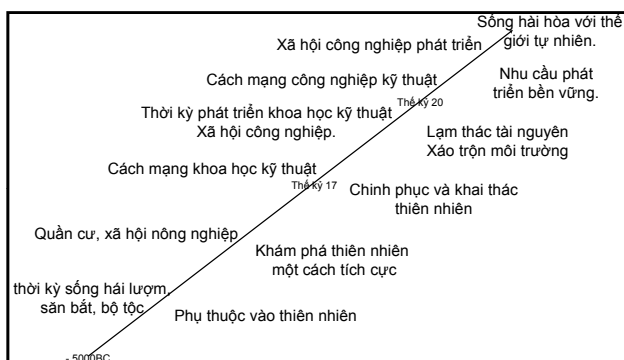 Sống hài hòa với thế
giới tự nhiên.
Xã hội công nghiệp phát triển
Nhu cầu phát
triển bền vững.
Cách mạng công nghiệp kỹ thuật
Thế kỷ 20
Thời kỳ phát triển khoa học kỹ thuật
Xã hội công nghiệp.
Lạm thác tài nguyên
Xáo trộn môi trường
Cách mạng khoa học kỹ thuật
Thế kỷ 17
Chinh phục và khai thác
thiên nhiên
Quần cư, xã hội nông nghiệp
Khám phá thiên nhiên
một cách tích cực
thời kỳ sống hái lượm,
săn bắt, bộ tộc
Phụ thuộc vào thiên nhiên
- 5000BC